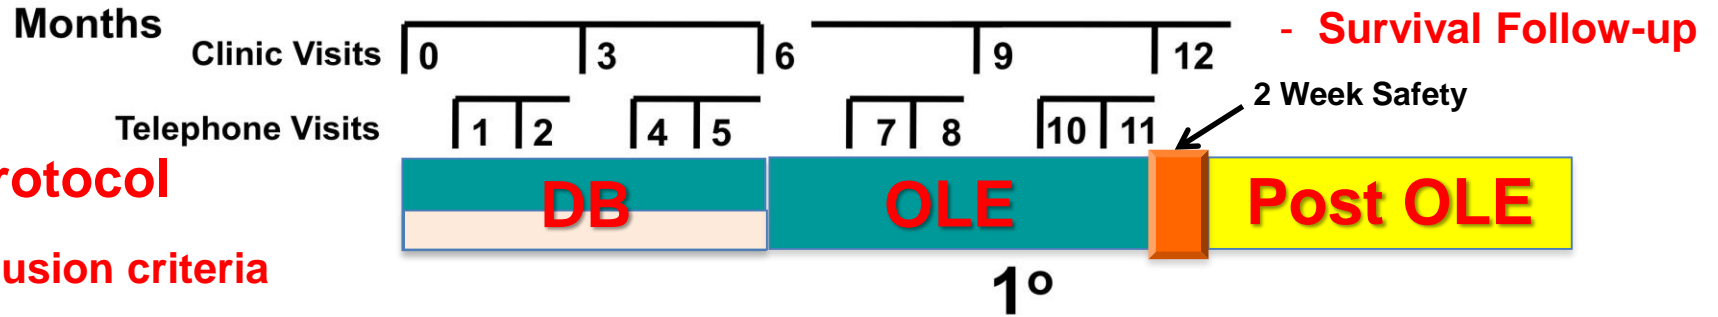 Months
Clinic Visits 0 3 6 9 12
- Survival Follow-up
2 Week Safety
Telephone Visits 1 2 4 5 7 8 10 11
rotocol
DB OLE Post OLE
usion criteria
1º